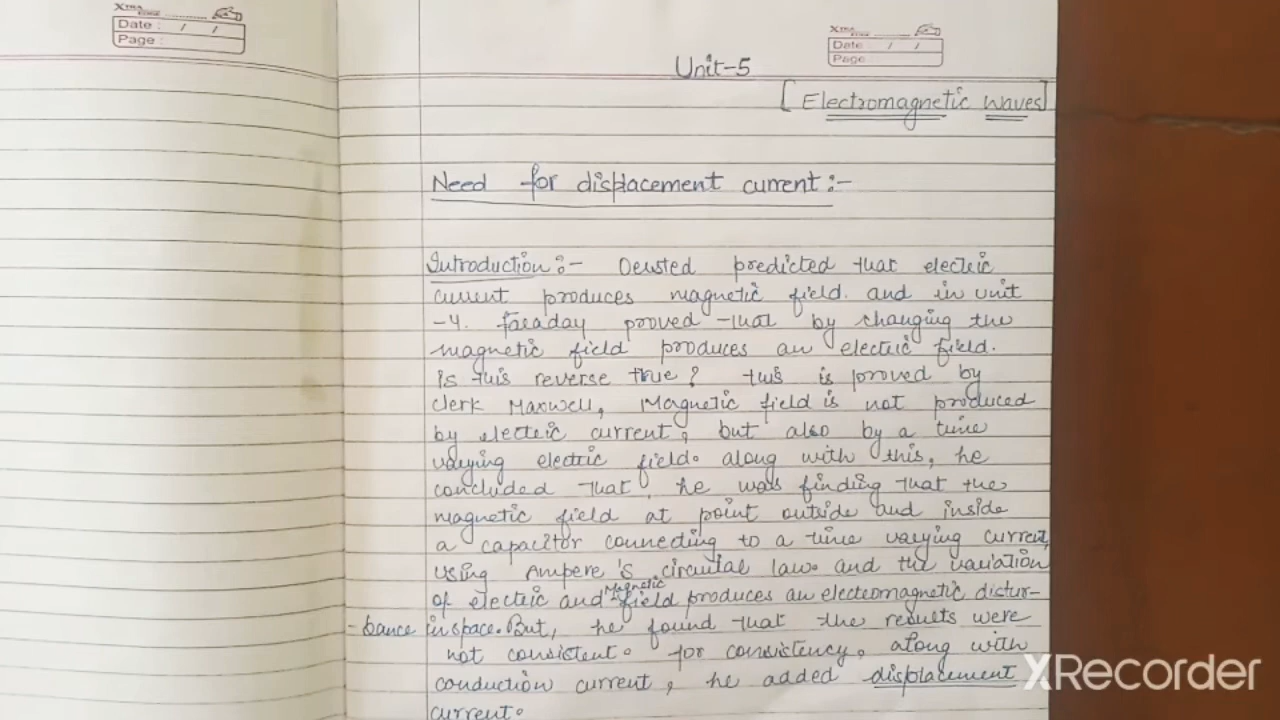 XTRA
Date : / /
Page :
XTRA
Date : / /
Page :
Unit-5
[Electromagnetic Waves]
Need for displacement current :-
Introduction :- Oersted predicted that electric
current produces magnetic field. and in unit
-4. Faraday proved that by changing the
magnetic field produces an electric field.
Is this reverse true? this is proved by
Clerk Maxwell, Magnetic field is not produced
by electric current, but also by a time
varying electric field. along with this, he
concluded that, he was finding that the
magnetic field at point outside and inside
a capacitor connecting to a time varying current,
using Ampere's circuital law. and the variation
of electric and Magnetic field produces an electromagnetic distur-
-bance in space. But, he found that the results were
not consistent. for consistency, along with
conduction current, he added displacement
current.
XRecorder